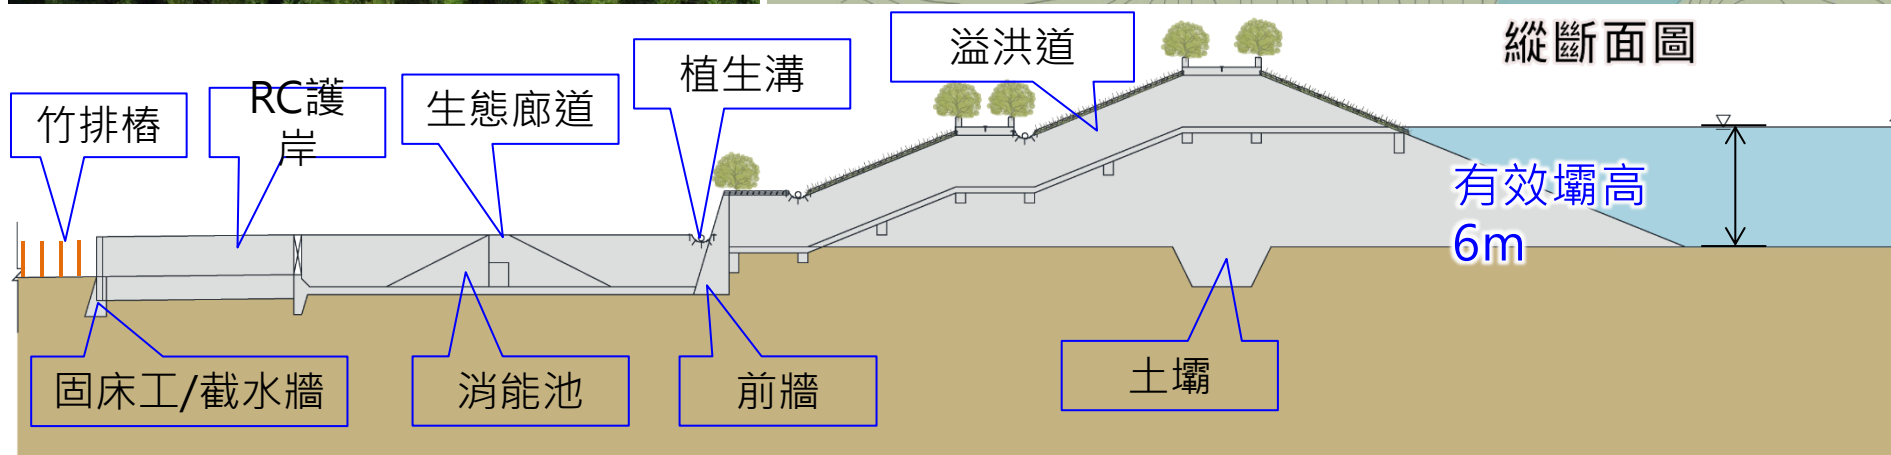 縱斷面圖
溢洪道
植生溝
生態廊道
RC護
岸
竹排樁
有效壩高
6m
固床工/截水牆
消能池
前牆
土壩